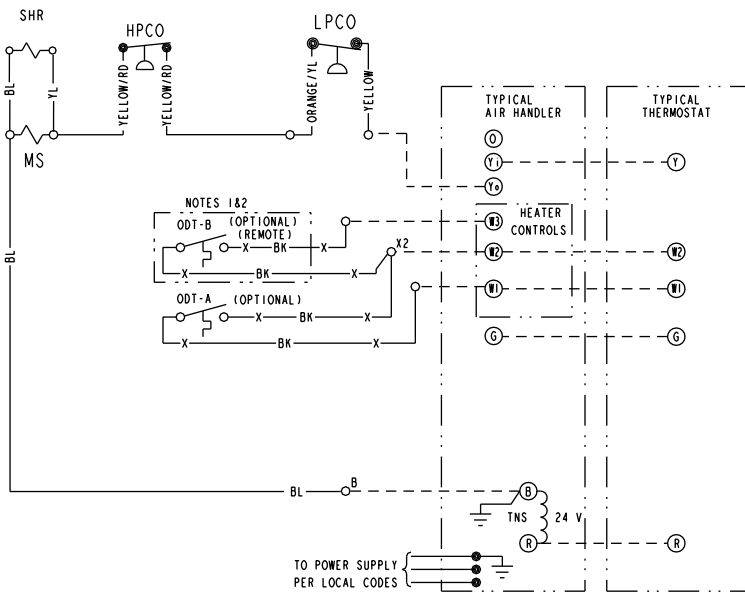 SHR
HPCO
LPCO
BL
YL
YELLOW/RD
YELLOW/RD
ORANGE/YL
YELLOW
MS
TYPICAL
AIR HANDLER
TYPICAL
THERMOSTAT
O
Yi
Y
Yo
NOTES 1&2
ODT-B
(OPTIONAL)
(REMOTE)
W3
HEATER
CONTROLS
X
BK
X
X2
W2
W2
X
BK
X
BL
ODT-A
(OPTIONAL)
W1
W1
X
BK
X
X
BK
X
G
G
BL
B
B
TNS
24 V
R
R
TO POWER SUPPLY
PER LOCAL CODES